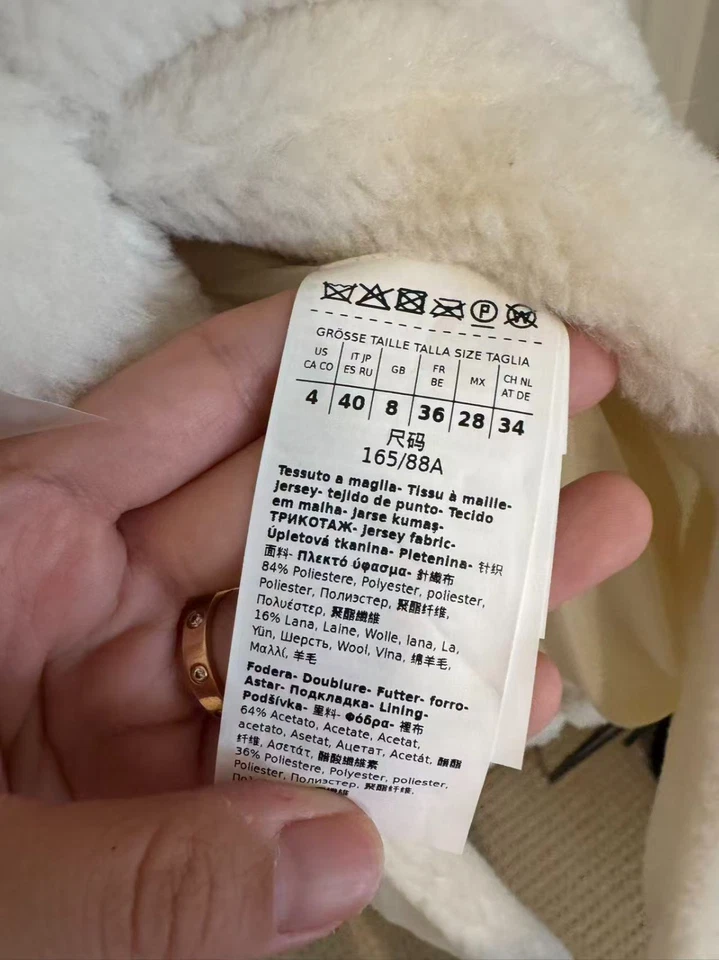 P W
GRÖSSE TAILLE TALLA SIZE TAGLIA
US CA CO IT JP ES RU GB FR BE MX CH NL AT DE
4 40 8 36 28 34
尺码
165/88A
Tessuto a maglia- Tissu à maille-
jersey- tejido de punto- Tecido
em malha- jarse kumaş-
ТРИКОТАЖ- jersey fabric-
Úpletová tkanina- Pletenina- 针织
面料- Πλεκτό ύφασμα- 針織布
84% Poliestere, Polyester, poliester,
Poliester, Полиэстер, 聚酯纤维,
Πολυέστερ, 聚酯纖維
16% Lana, Laine, Wolle, lana, La,
Yün, Шерсть, Wool, Vlna, 绵羊毛,
Μαλλί, 羊毛
Fodera- Doublure- Futter- forro-
Astar- Подкладка- Lining-
Podšívka- 里料- Φόδρα- 裡布
64% Acetato, Acetate, Acetat,
acetato, Asetat, Ацетат, Acetát, 醋酯
纤维, Ασετάτ, 醋酸纖維素
36% Poliestere, Polyester, poliester,
Poliester, Полиэстер, 聚酯纤维,